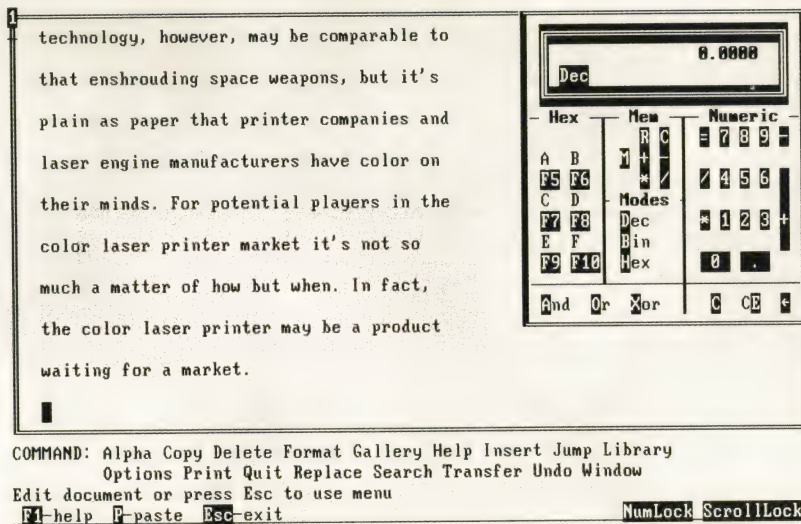 1
technology, however, may be comparable to
that enshrouding space weapons, but it's
plain as paper that printer companies and
laser engine manufacturers have color on
their minds. For potential players in the
color laser printer market it's not so
much a matter of how but when. In fact,
the color laser printer may be a product
waiting for a market.
0.0000
Dec
Hex Mem Numeric
R C = 7 8 9 -
A B M + -
F5 F6 * / / 4 5 6
C D Modes
F7 F8 Dec * 1 2 3 +
E F Bin
F9 F10 Hex 0 .
And Or Xor C CE ←
COMMAND: Alpha Copy Delete Format Gallery Help Insert Jump Library
Options Print Quit Replace Search Transfer Undo Window
Edit document or press Esc to use menu
F1-help P-paste Esc-exit NumLock ScrollLock